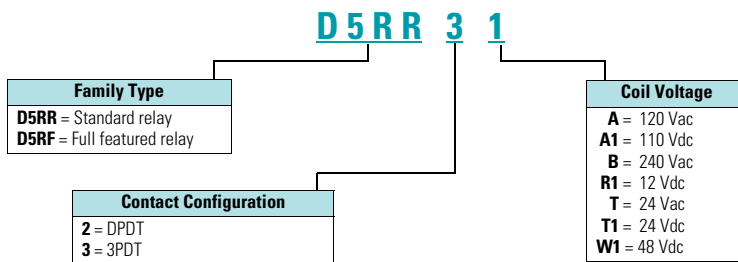 D5RR 3 1
Family Type
D5RR = Standard relay
D5RF = Full featured relay
Contact Configuration
2 = DPDT
3 = 3PDT
Coil Voltage
A = 120 Vac
A1 = 110 Vdc
B = 240 Vac
R1 = 12 Vdc
T = 24 Vac
T1 = 24 Vdc
W1 = 48 Vdc